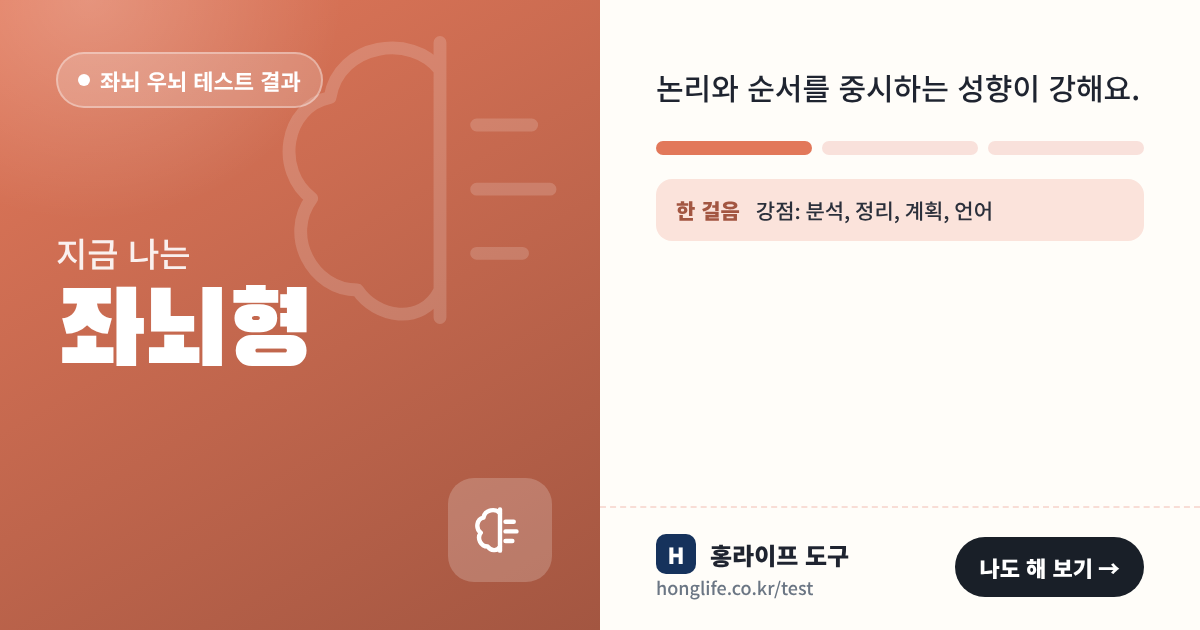 좌뇌 우뇌 테스트 결과
지금 나는
좌뇌형
논리와 순서를 중시하는 성향이 강해요.
한 걸음 강점: 분석, 정리, 계획, 언어
H 홍라이프 도구
honglife.co.kr/test
나도 해 보기 →